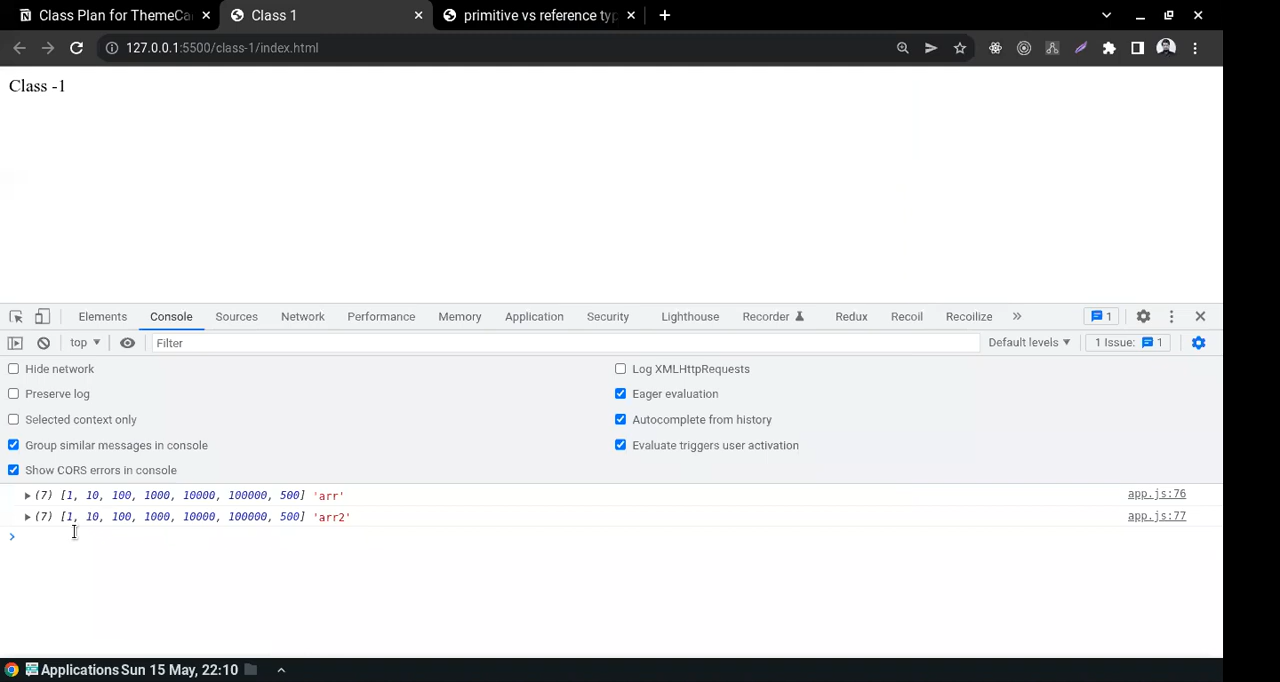 Class Plan for ThemeCa
Class 1
primitive vs reference typ
127.0.0.1:5500/class-1/index.html
Class -1
Elements Console Sources Network Performance Memory Application Security Lighthouse Recorder Redux Recoil Recoilize » 1
top Filter Default levels 1 Issue: 1
Hide network
Log XMLHttpRequests
Preserve log
Eager evaluation
Selected context only
Autocomplete from history
Group similar messages in console
Evaluate triggers user activation
Show CORS errors in console
(7) [1, 10, 100, 1000, 10000, 100000, 500] 'arr' app.js:76
(7) [1, 10, 100, 1000, 10000, 100000, 500] 'arr2' app.js:77
Applications Sun 15 May, 22:10